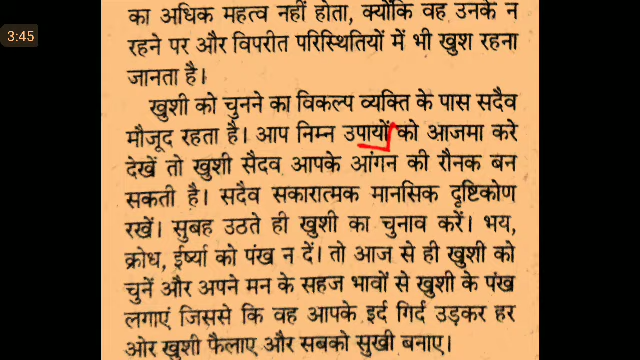 3:45
का अधिक महत्व नहीं होता, क्योंकि वह उनके न
रहने पर और विपरीत परिस्थितियों में भी खुश रहना
जानता है।
खुशी को चुनने का विकल्प व्यक्ति के पास सदैव
मौजूद रहता है। आप निम्न उपायों को आजमा करे
देखें तो खुशी सैदव आपके आंगन की रौनक बन
सकती है। सदैव सकारात्मक मानसिक दृष्टिकोण
रखें। सुबह उठते ही खुशी का चुनाव करें। भय,
क्रोध, ईर्ष्या को पंख न दें। तो आज से ही खुशी को
चुनें और अपने मन के सहज भावों से खुशी के पंख
लगाएं जिससे कि वह आपके इर्द गिर्द उड़कर हर
ओर खुशी फैलाए और सबको सुखी बनाए।